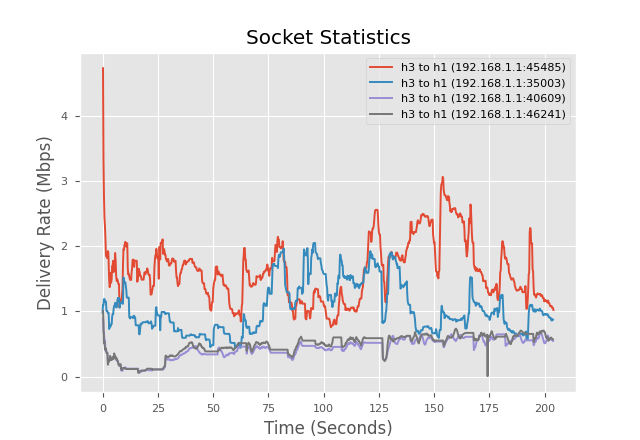 Socket Statistics
h3 to h1 (192.168.1.1:45485)
h3 to h1 (192.168.1.1:35003)
h3 to h1 (192.168.1.1:40609)
h3 to h1 (192.168.1.1:46241)
Delivery Rate (Mbps)
4
3
2
1
0
0 25 50 75 100 125 150 175 200
Time (Seconds)